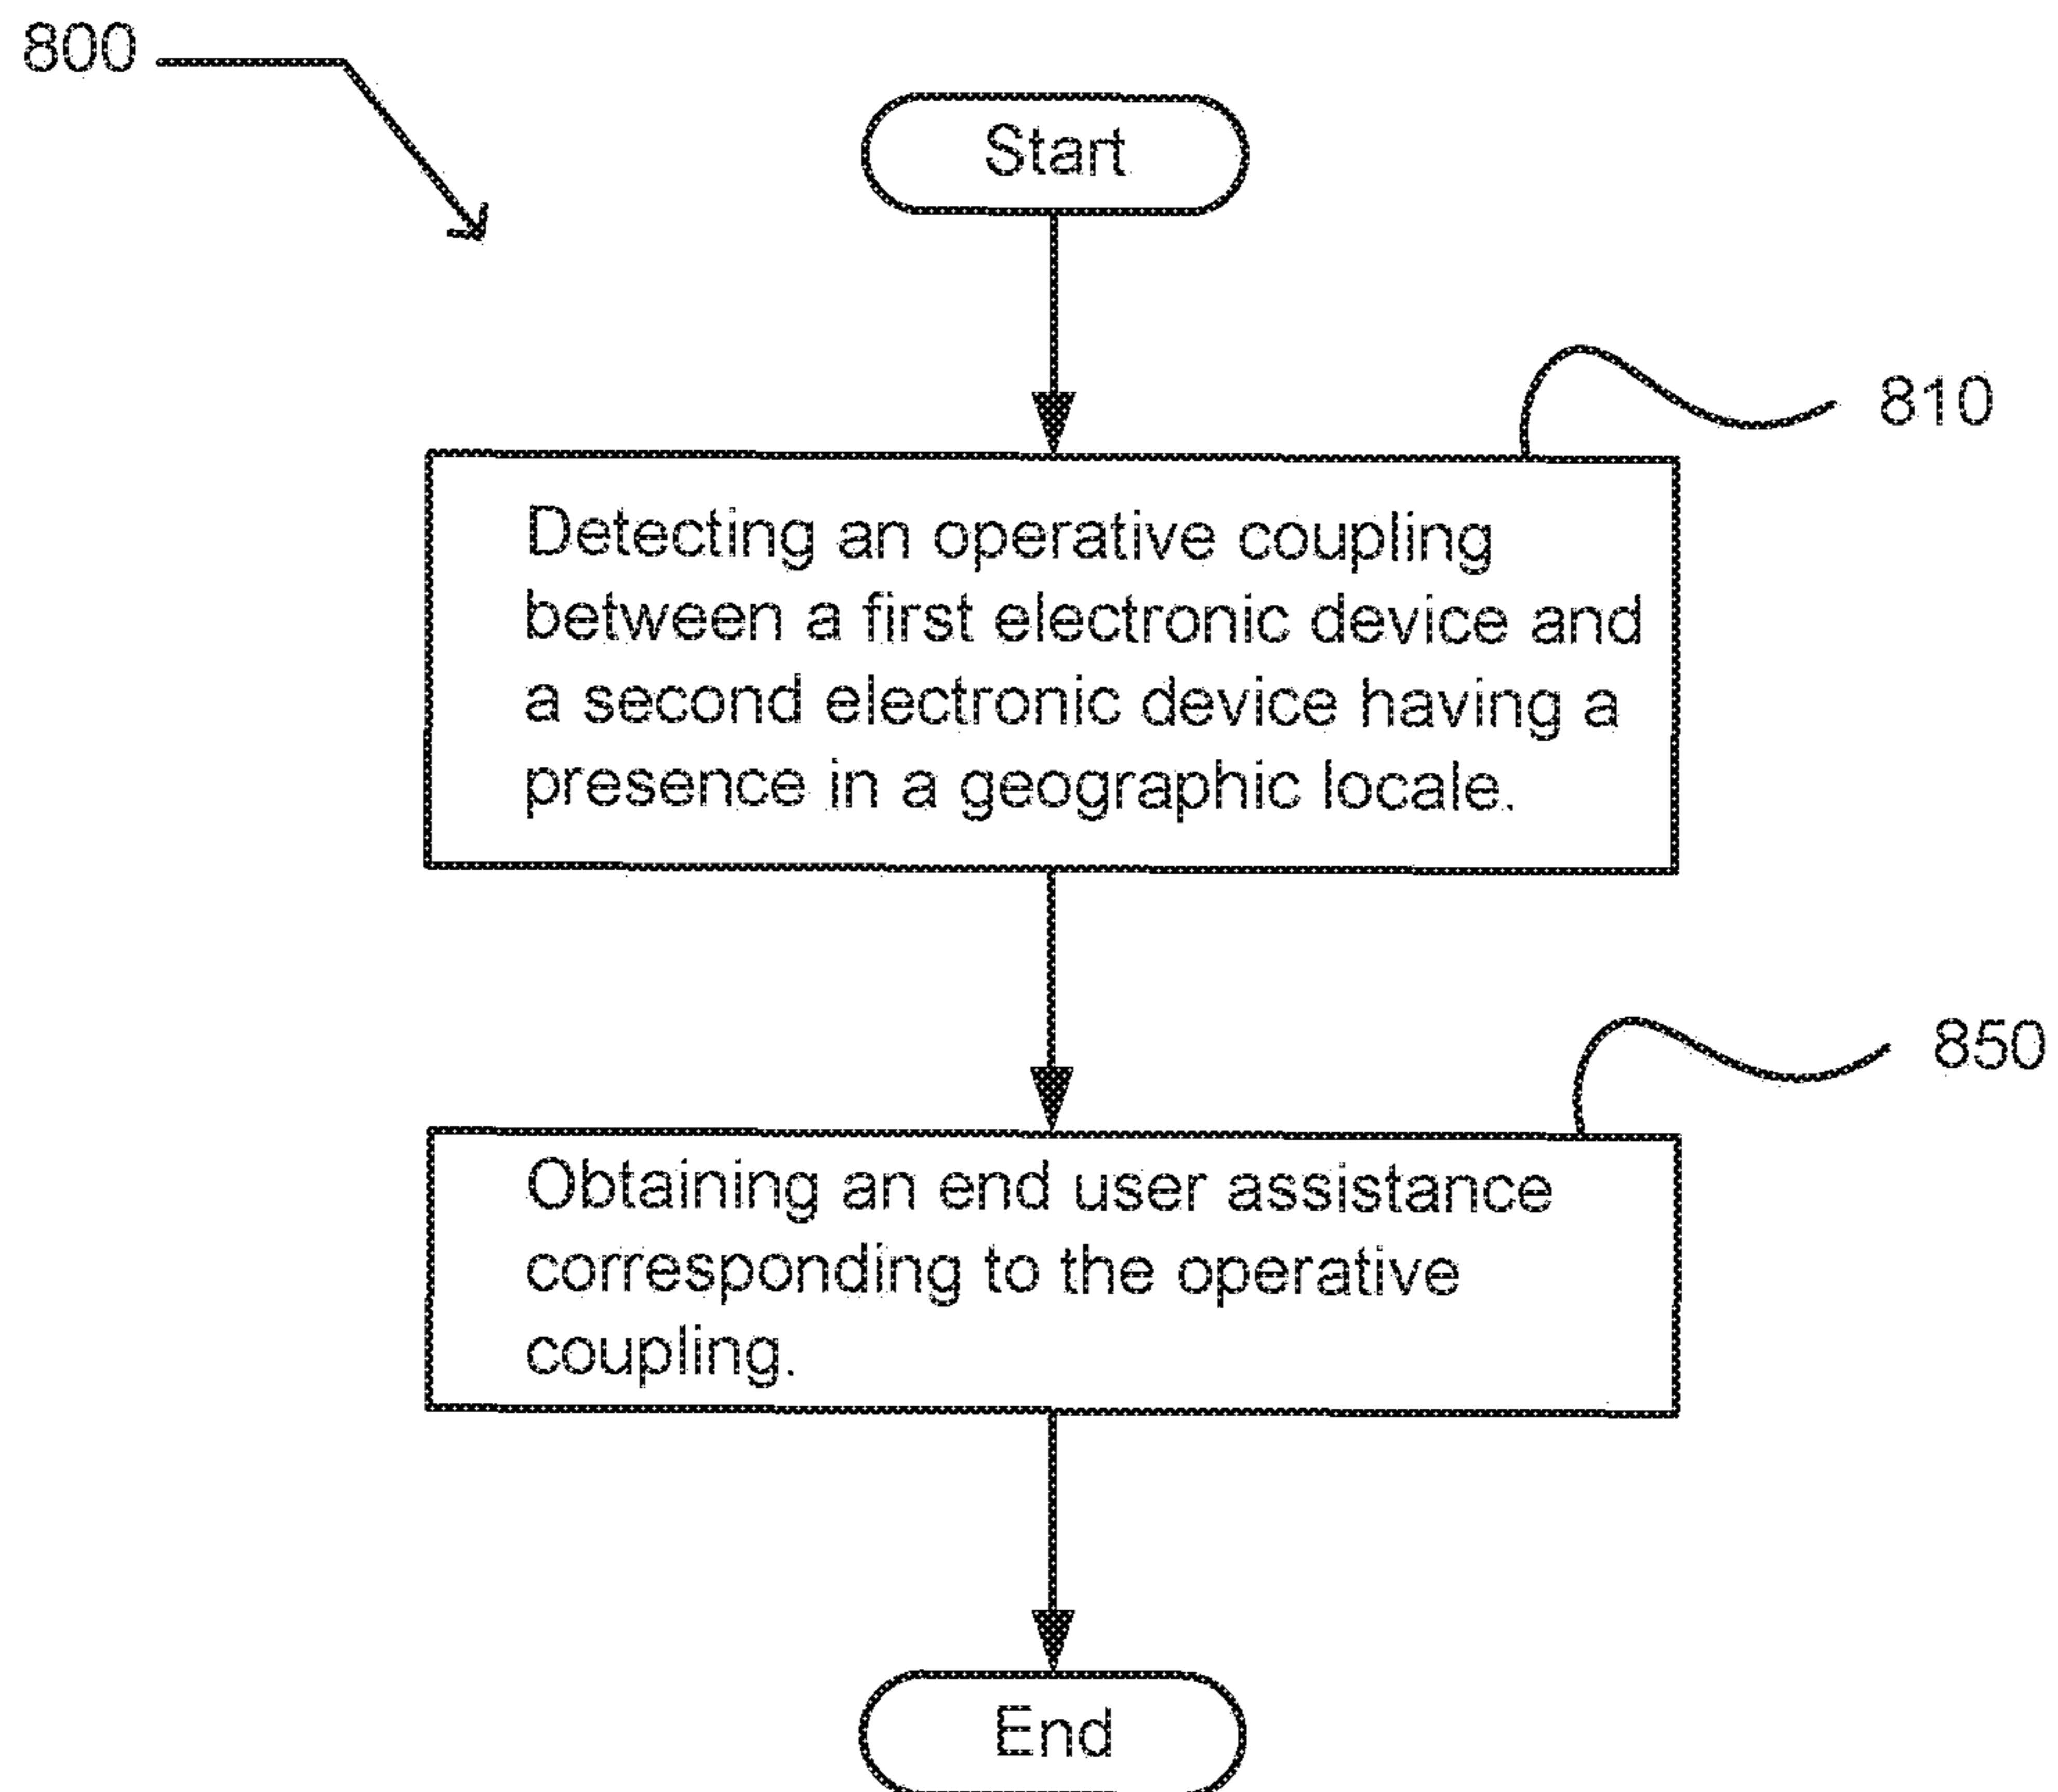 800
Start
810
Detecting an operative coupling
between a first electronic device and
a second electronic device having a
presence in a geographic locale.
850
Obtaining an end user assistance
corresponding to the operative
coupling.
End